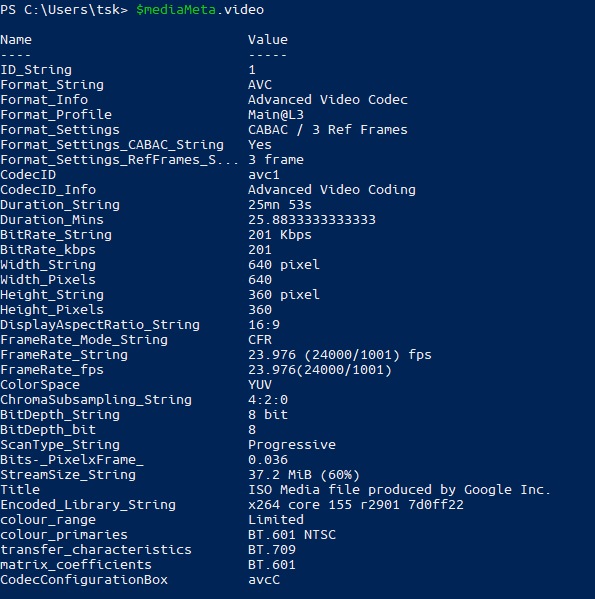 PS C:\Users\tsk> $mediaMeta.video
Name Value
---- -----
ID_String 1
Format_String AVC
Format_Info Advanced Video Codec
Format_Profile Main@L3
Format_Settings CABAC / 3 Ref Frames
Format_Settings_CABAC_String Yes
Format_Settings_RefFrames_S... 3 frame
CodecID avc1
CodecID_Info Advanced Video Coding
Duration_String 25mn 53s
Duration_Mins 25.8833333333333
BitRate_String 201 Kbps
BitRate_kbps 201
Width_String 640 pixel
Width_Pixels 640
Height_String 360 pixel
Height_Pixels 360
DisplayAspectRatio_String 16:9
FrameRate_Mode_String CFR
FrameRate_String 23.976 (24000/1001) fps
FrameRate_fps 23.976(24000/1001)
ColorSpace YUV
ChromaSubsampling_String 4:2:0
BitDepth_String 8 bit
BitDepth_bit 8
ScanType_String Progressive
Bits-_PixelxFrame_ 0.036
StreamSize_String 37.2 MiB (60%)
Title ISO Media file produced by Google Inc.
Encoded_Library_String x264 core 155 r2901 7d0ff22
colour_range Limited
colour_primaries BT.601 NTSC
transfer_characteristics BT.709
matrix_coefficients BT.601
CodecConfigurationBox avcC